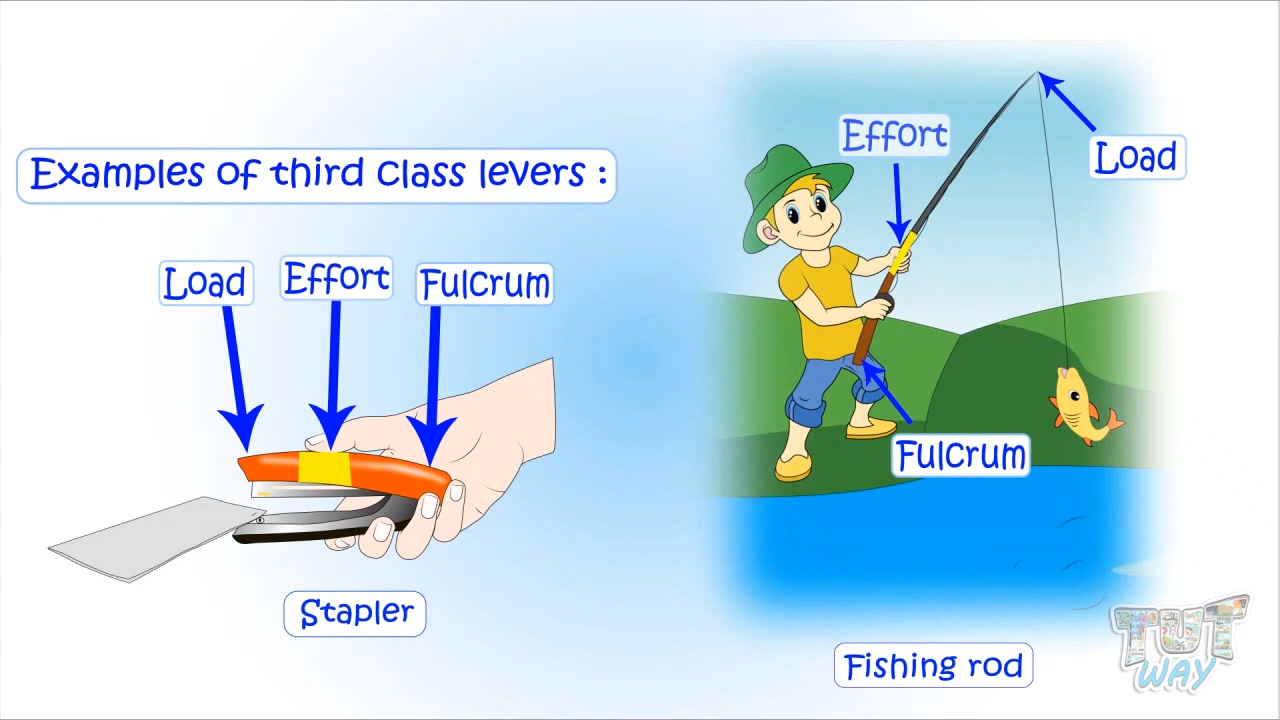 Examples of third class levers :
Load
Effort
Fulcrum
Stapler
Effort
Load
Fulcrum
Fishing rod
TUT
WAY